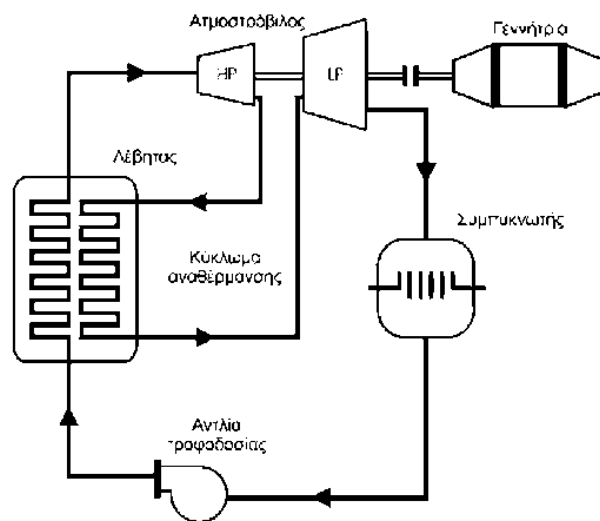 Ατμοστρόβιλος
Γεννήτρια
HP
LP
Λέβητας
Συμπυκνωτής
Κύκλωμα
αναθέρμανσης
Αντλία
τροφοδοσίας